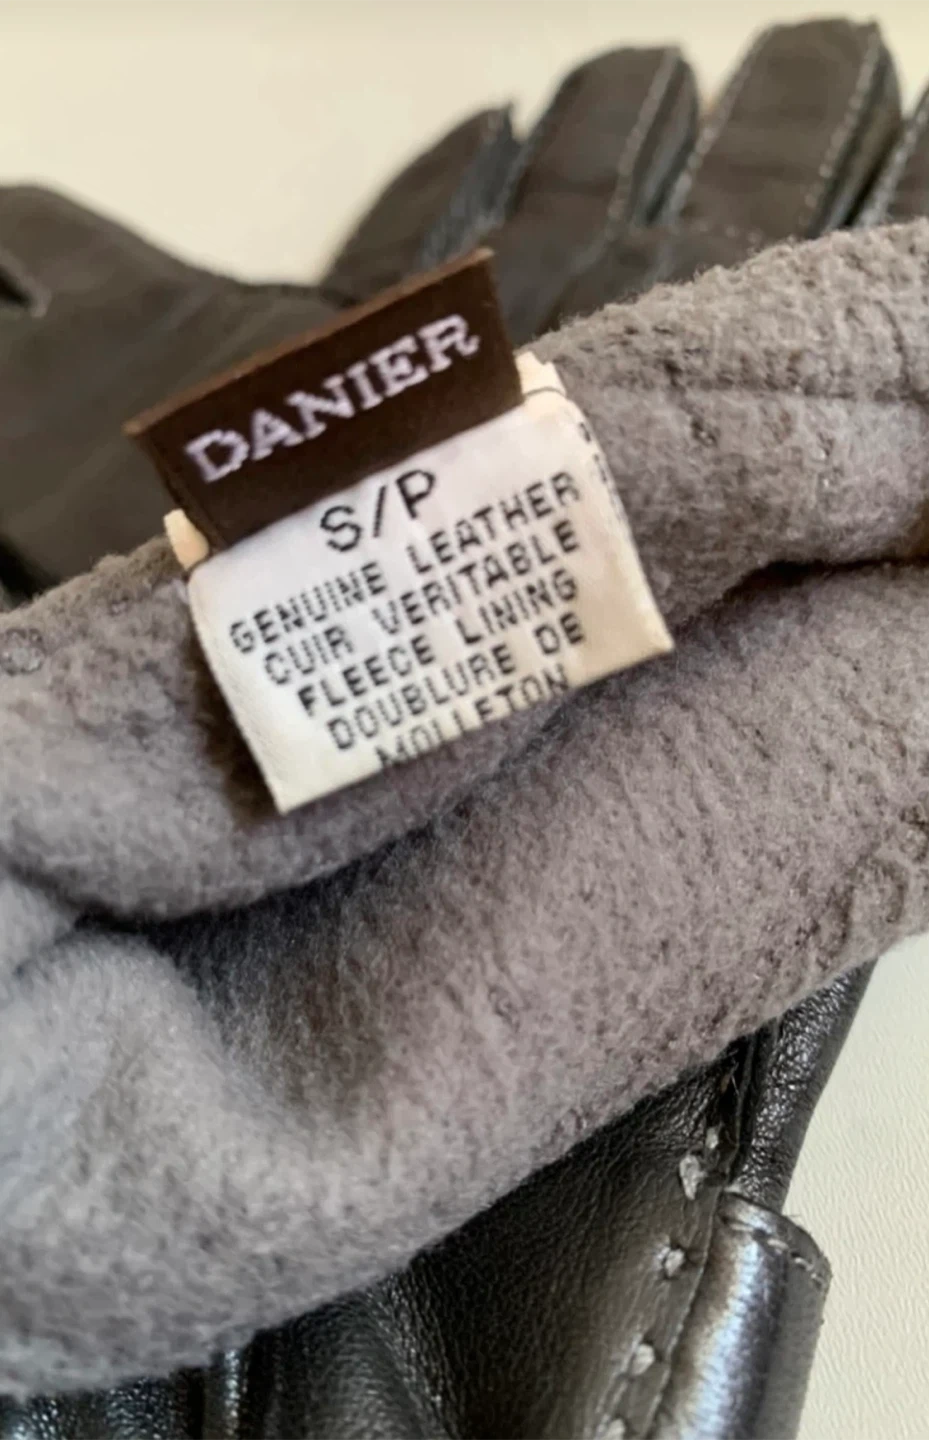 DANIER
S/P
GENUINE LEATHER
CUIR VERITABLE
FLEECE LINING
DOUBLURE DE
MOLLETON